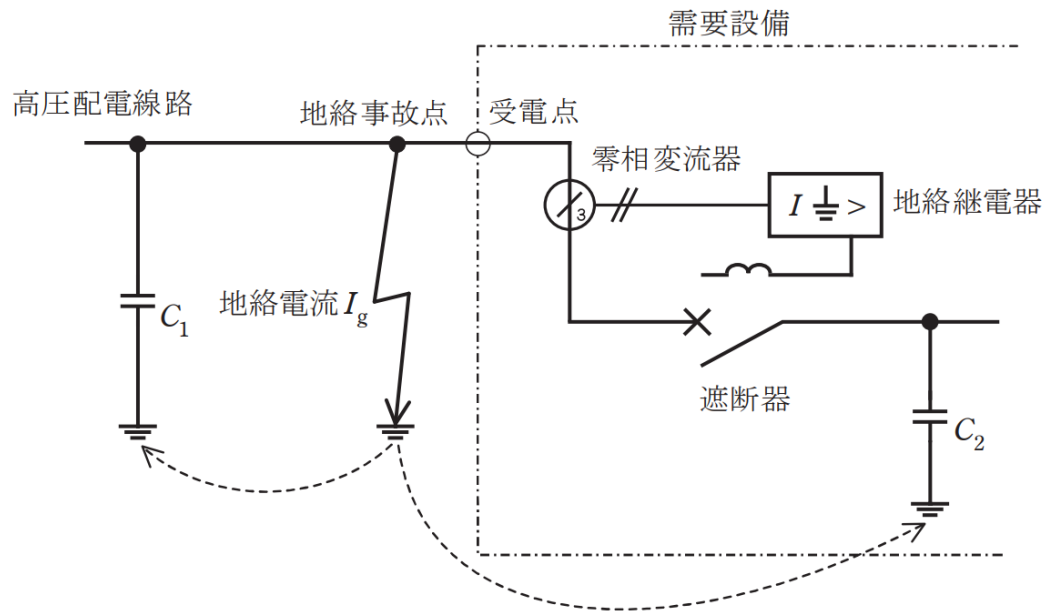 需要設備
高圧配電線路
地絡事故点
受電点
零相変流器
3
I >
地絡継電器
地絡電流 Ig
C1
遮断器
C2